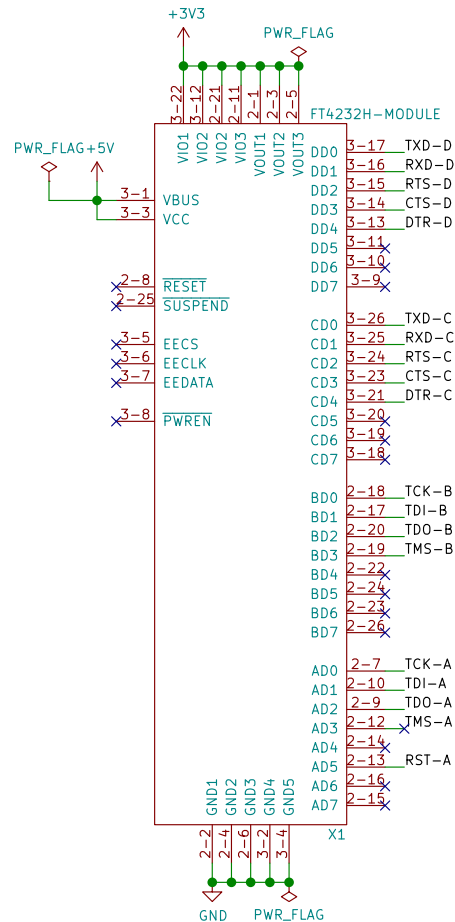 +3V3
PWR_FLAG
3-22
3-12
2-21
2-11
2-1
2-3
2-5
FT4232H-MODULE
VIO1
VIO2
VIO2
VIO3
VOUT1
VOUT2
VOUT3
PWR_FLAG
+5V
3-1 VBUS
3-3 VCC
2-8 RESET
2-25 SUSPEND
3-5 EECS
3-6 EECLK
3-7 EEDATA
3-8 PWREN
DD0 3-17 TXD-D
DD1 3-16 RXD-D
DD2 3-15 RTS-D
DD3 3-14 CTS-D
DD4 3-13 DTR-D
DD5 3-11
DD6 3-10
DD7 3-9
CD0 3-26 TXD-C
CD1 3-25 RXD-C
CD2 3-24 RTS-C
CD3 3-23 CTS-C
CD4 3-21 DTR-C
CD5 3-20
CD6 3-19
CD7 3-18
BD0 2-18 TCK-B
BD1 2-17 TDI-B
BD2 2-20 TDO-B
BD3 2-19 TMS-B
BD4 2-22
BD5 2-24
BD6 2-23
BD7 2-26
AD0 2-7 TCK-A
AD1 2-10 TDI-A
AD2 2-9 TDO-A
AD3 2-12 TMS-A
AD4 2-14
AD5 2-13 RST-A
AD6 2-16
AD7 2-15
GND1
GND2
GND3
GND4
GND5
X1
2-2
2-4
2-6
3-2
3-4
GND
PWR_FLAG